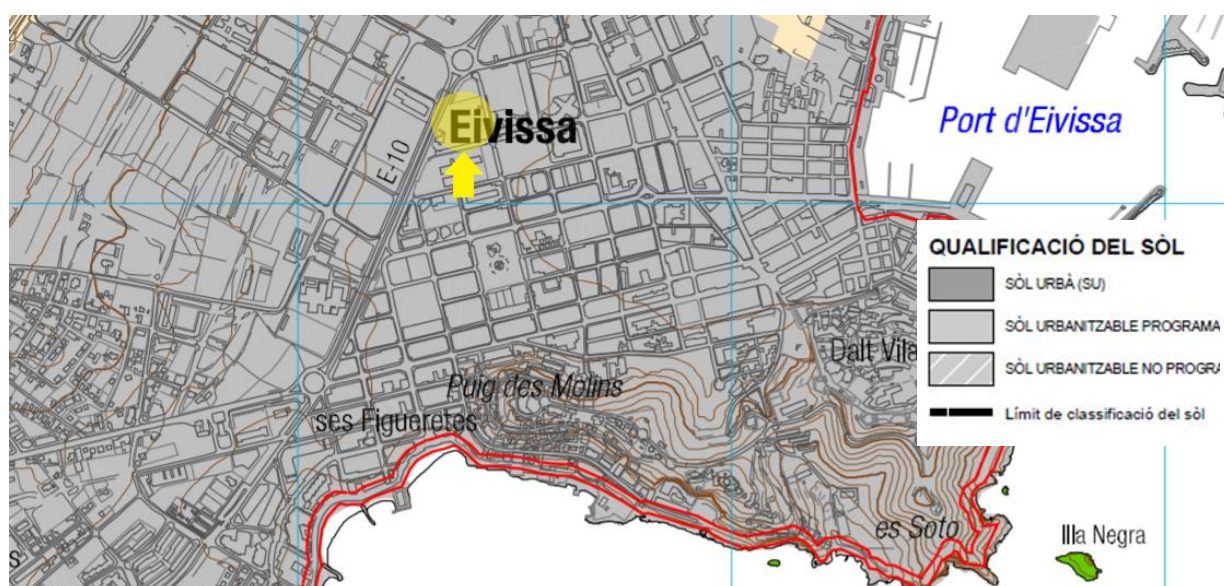 Eivissa
Port d'Eivissa
E-10
QUALIFICACIÓ DEL SÒL
SÒL URBÀ (SU)
SÒL URBANITZABLE PROGRAMA
SÒL URBANITZABLE NO PROGRA
Límit de classificació del sòl
Dalt Vila
Puig des Molins
ses Figueretes
es Soto
Illa Negra
s